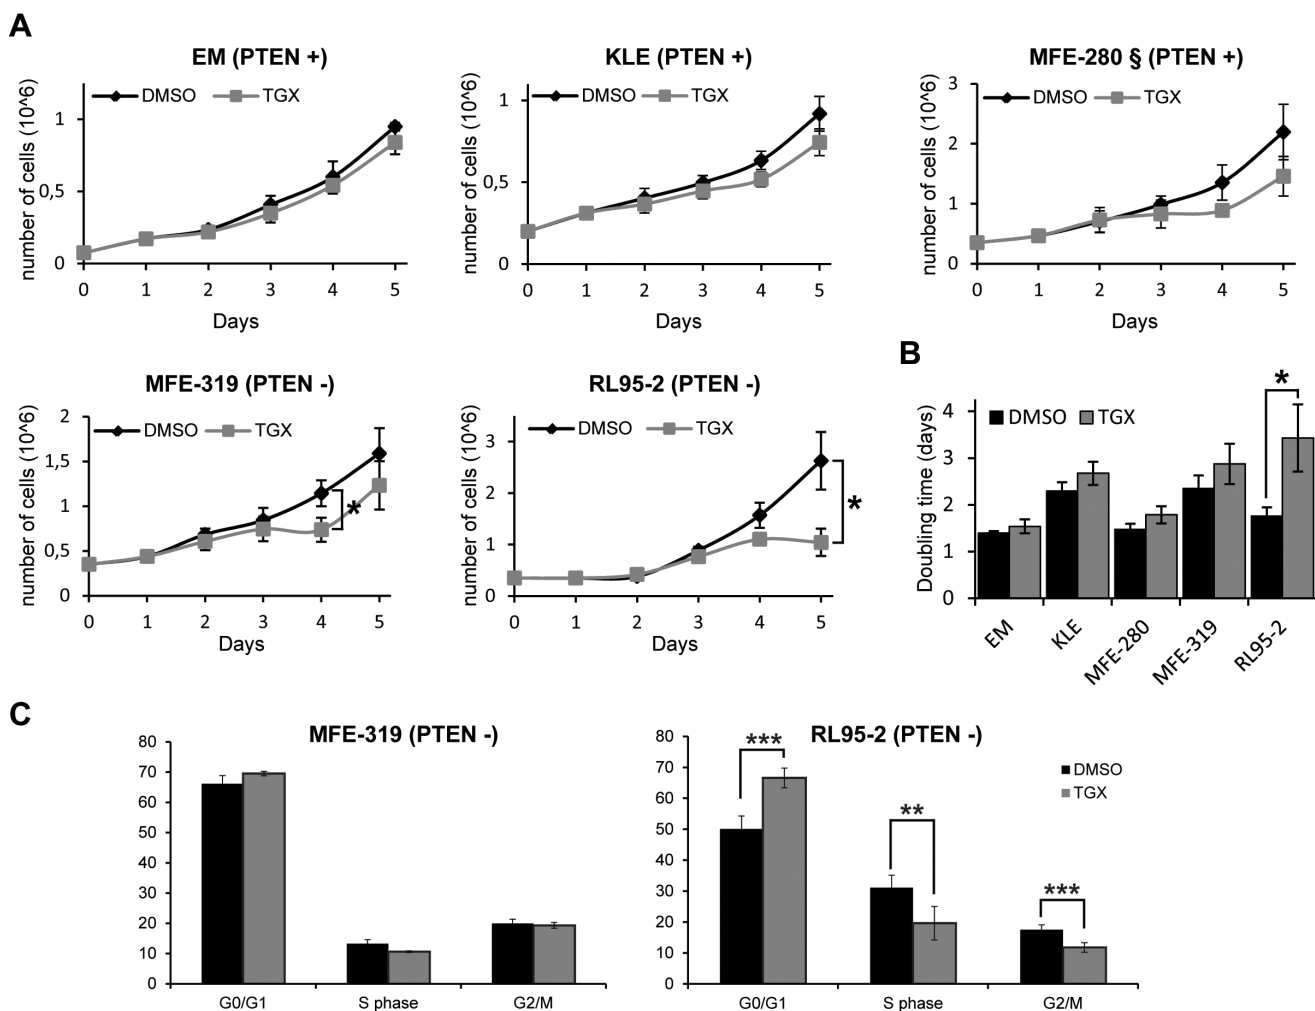 A
EM (PTEN +)
DMSO TGX
number of cells (10^6)
1
0,5
0
0 1 2 3 4 5
Days
KLE (PTEN +)
DMSO TGX
number of cells (10^6)
1
0,5
0
0 1 2 3 4 5
Days
MFE-280 § (PTEN +)
DMSO TGX
number of cells (10^6)
3
2
1
0
0 1 2 3 4 5
Days
MFE-319 (PTEN -)
DMSO TGX
number of cells (10^6)
2
1,5
1
0,5
0
*
0 1 2 3 4 5
Days
RL95-2 (PTEN -)
DMSO TGX
number of cells (10^6)
3
2
1
0
*
0 1 2 3 4 5
Days
B
*
DMSO TGX
Doubling time (days)
4
3
2
1
0
EM KLE MFE-280 MFE-319 RL95-2
C
MFE-319 (PTEN -)
80
70
60
50
40
30
20
10
0
G0/G1 S phase G2/M
RL95-2 (PTEN -)
80
70
60
50
40
30
20
10
0
***
**
***
DMSO
TGX
G0/G1 S phase G2/M